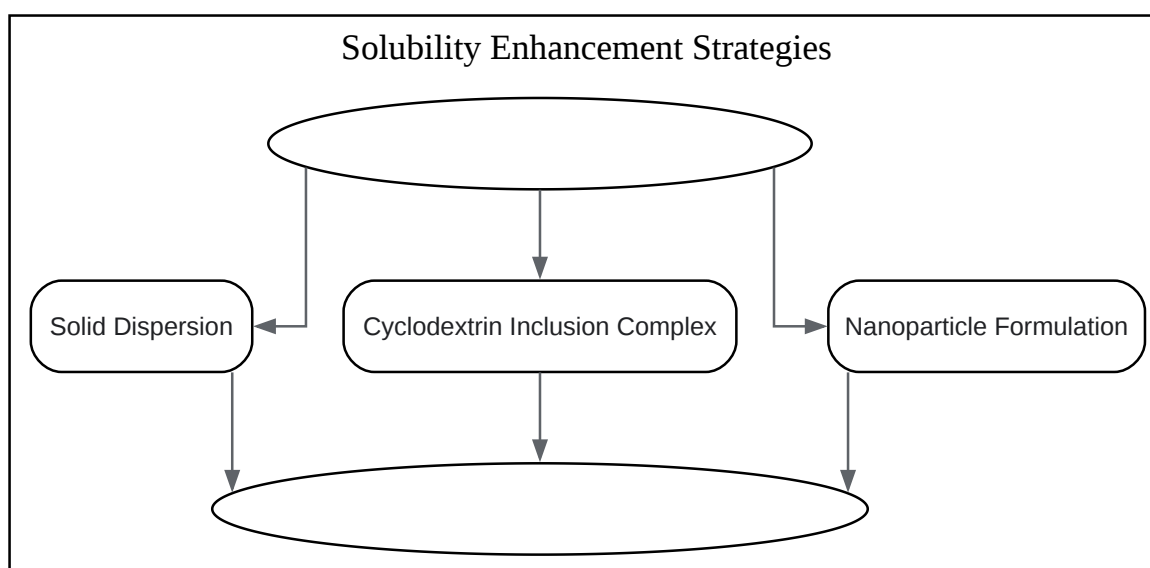 Solubility Enhancement Strategies
Solid Dispersion
Cyclodextrin Inclusion Complex
Nanoparticle Formulation